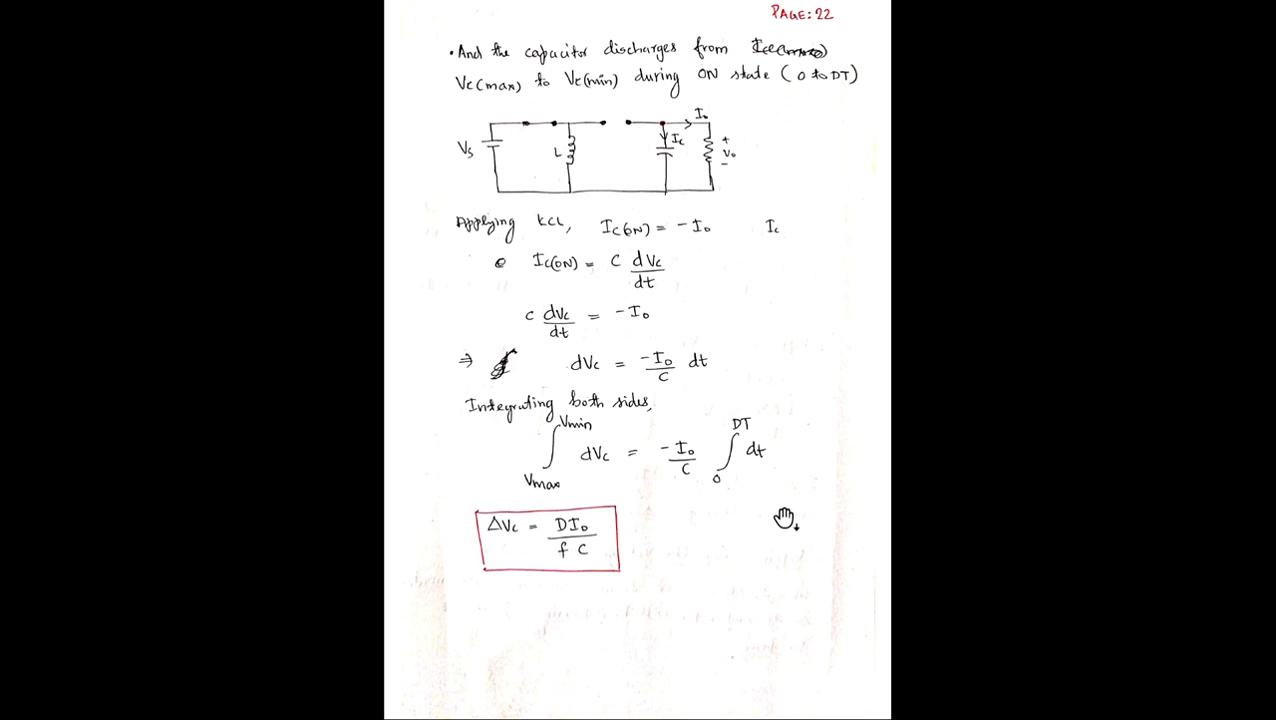 PAGE: 22
• And the capacitor discharges from
Vc(max) to Vc(min) during ON state (0 to DT)
Io
Vs
L
Ic
+
Vo
-
Applying KCL, Ic(ON) = -Io Ic
Ic(ON) = C dVc/dt
C dVc/dt = -Io
⇒ dVc = -Io/C dt
Integrating both sides,
∫Vmax^Vmin dVc = -Io/C ∫0^DT dt
ΔVc = DIo/f C